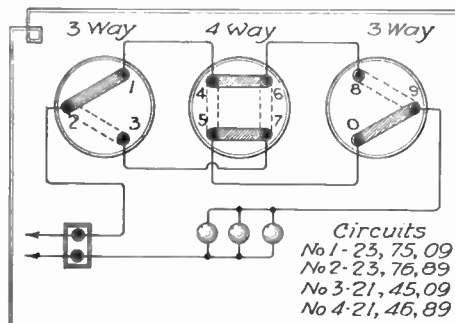 3 Way 4 Way 3 Way
1 4 6 8 9
2 3 5 7 0
Circuits
No 1-23, 75, 09
No 2-23, 76, 89
No 3-21, 45, 09
No 4-21, 46, 89